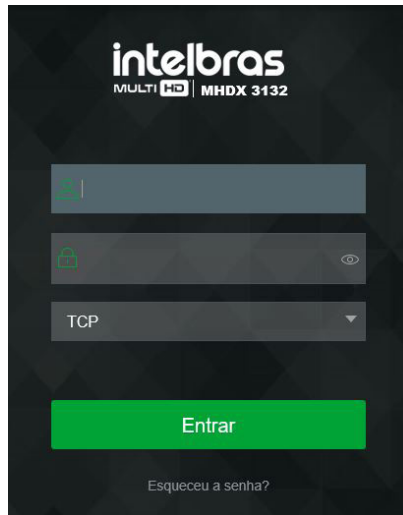 intelbras
MULTI HD MHDX 3132
TCP
Entrar
Esqueceu a senha?